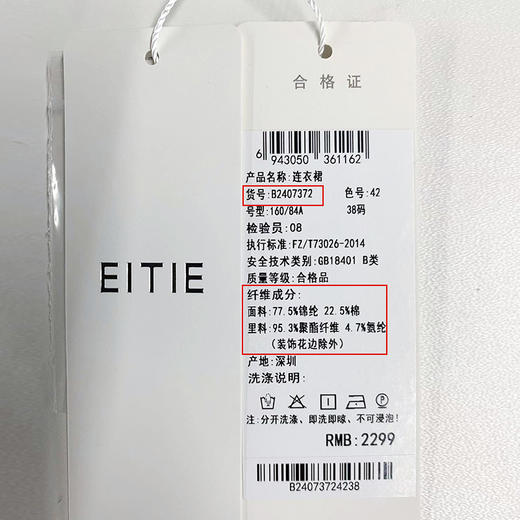 EITIE
合格证
6 943050 361162
产品名称:连衣裙
货号:B2407372 色号:42
号型:160/84A 38码
检验员:08
执行标准:FZ/T73026-2014
安全技术类别:GB18401 B类
质量等级:合格品
纤维成分:
面料:77.5%锦纶 22.5%棉
里料:95.3%聚酯纤维 4.7%氨纶
(装饰花边除外)
产地:深圳
洗涤说明:
P
注:分开洗涤、即洗即晾、不可浸泡!
RMB:2299
B24073724238